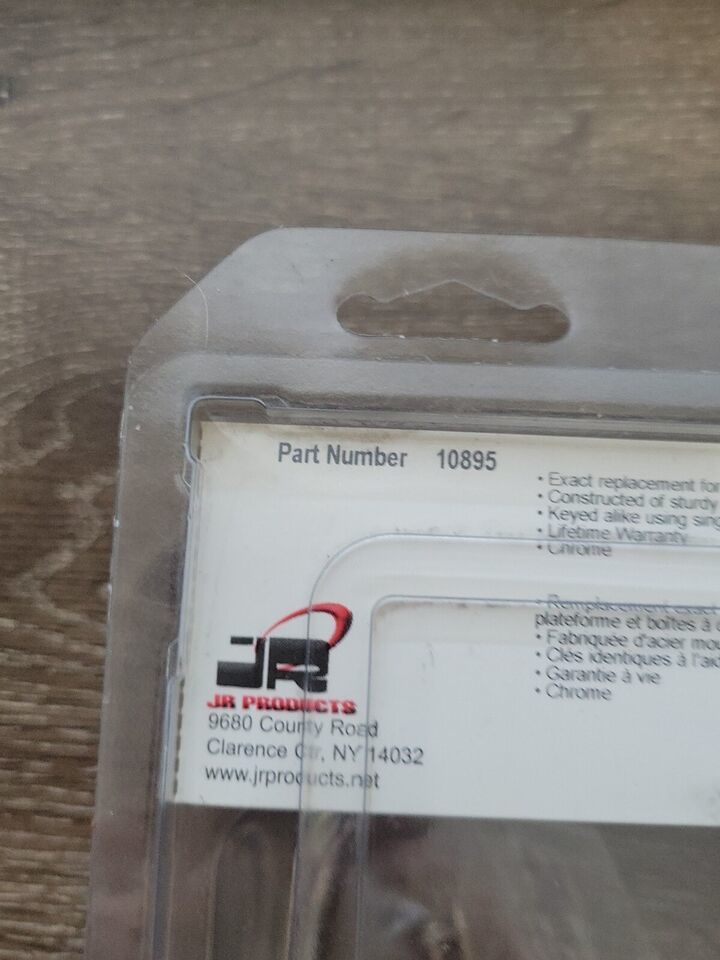 Part Number 10895
• Exact replacement for
• Constructed of sturdy
• Keyed alike using
• Lifetime Warranty
• Chrome
• Remplacement exact
plateforme et boîtes à
• Fabriquée d'acier
• Clés identiques à
• Garantie à vie
• Chrome
JR
JR PRODUCTS
9680 County Road
Clarence Ctr, NY 14032
www.jrproducts.net